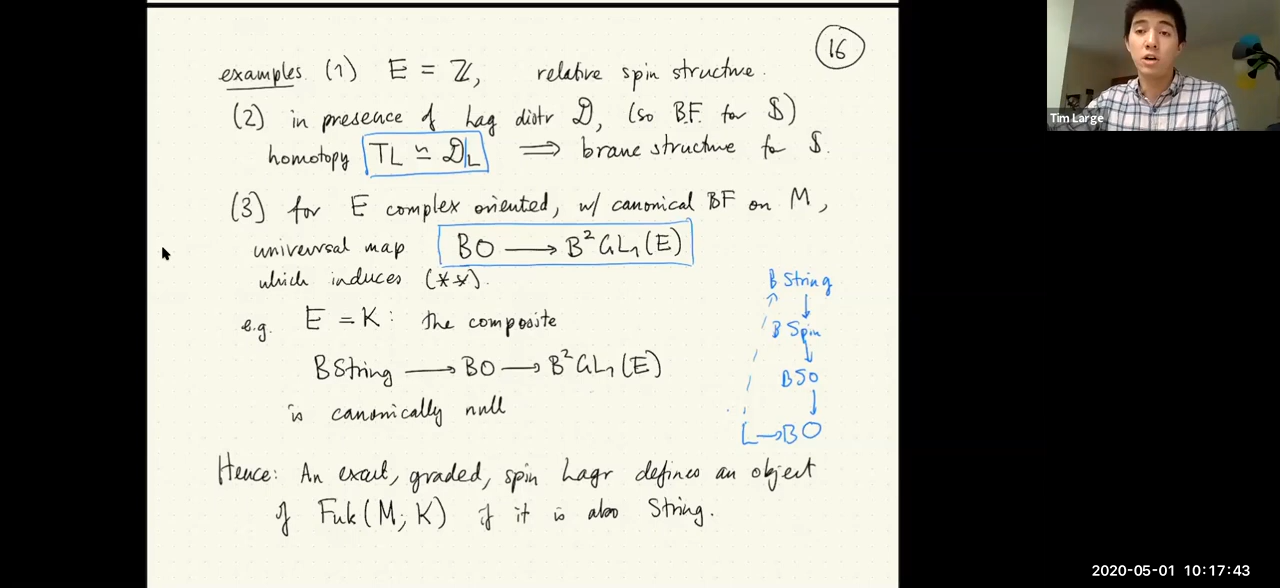 16
examples. (1) E = ℤ, relative spin structure.
(2) in presence of Lag distr 𝒟, (so B.F. for 𝕊)
homotopy TL ≃ 𝒟|L ⟹ brane structure for 𝕊.
(3) for E complex oriented, w/ canonical BF on M,
universal map BO ⟶ B²GL₁(E)
which induces (**).
e.g. E = K: the composite
BString ⟶ BO ⟶ B²GL₁(E)
is canonically null
B String
↓
B Spin
↓
BSO
↓
L → BO
Hence: An exact, graded, spin Lagr defines an object
of Fuk(M; K) if it is also String.
Tim Large
2020-05-01 10:17:43